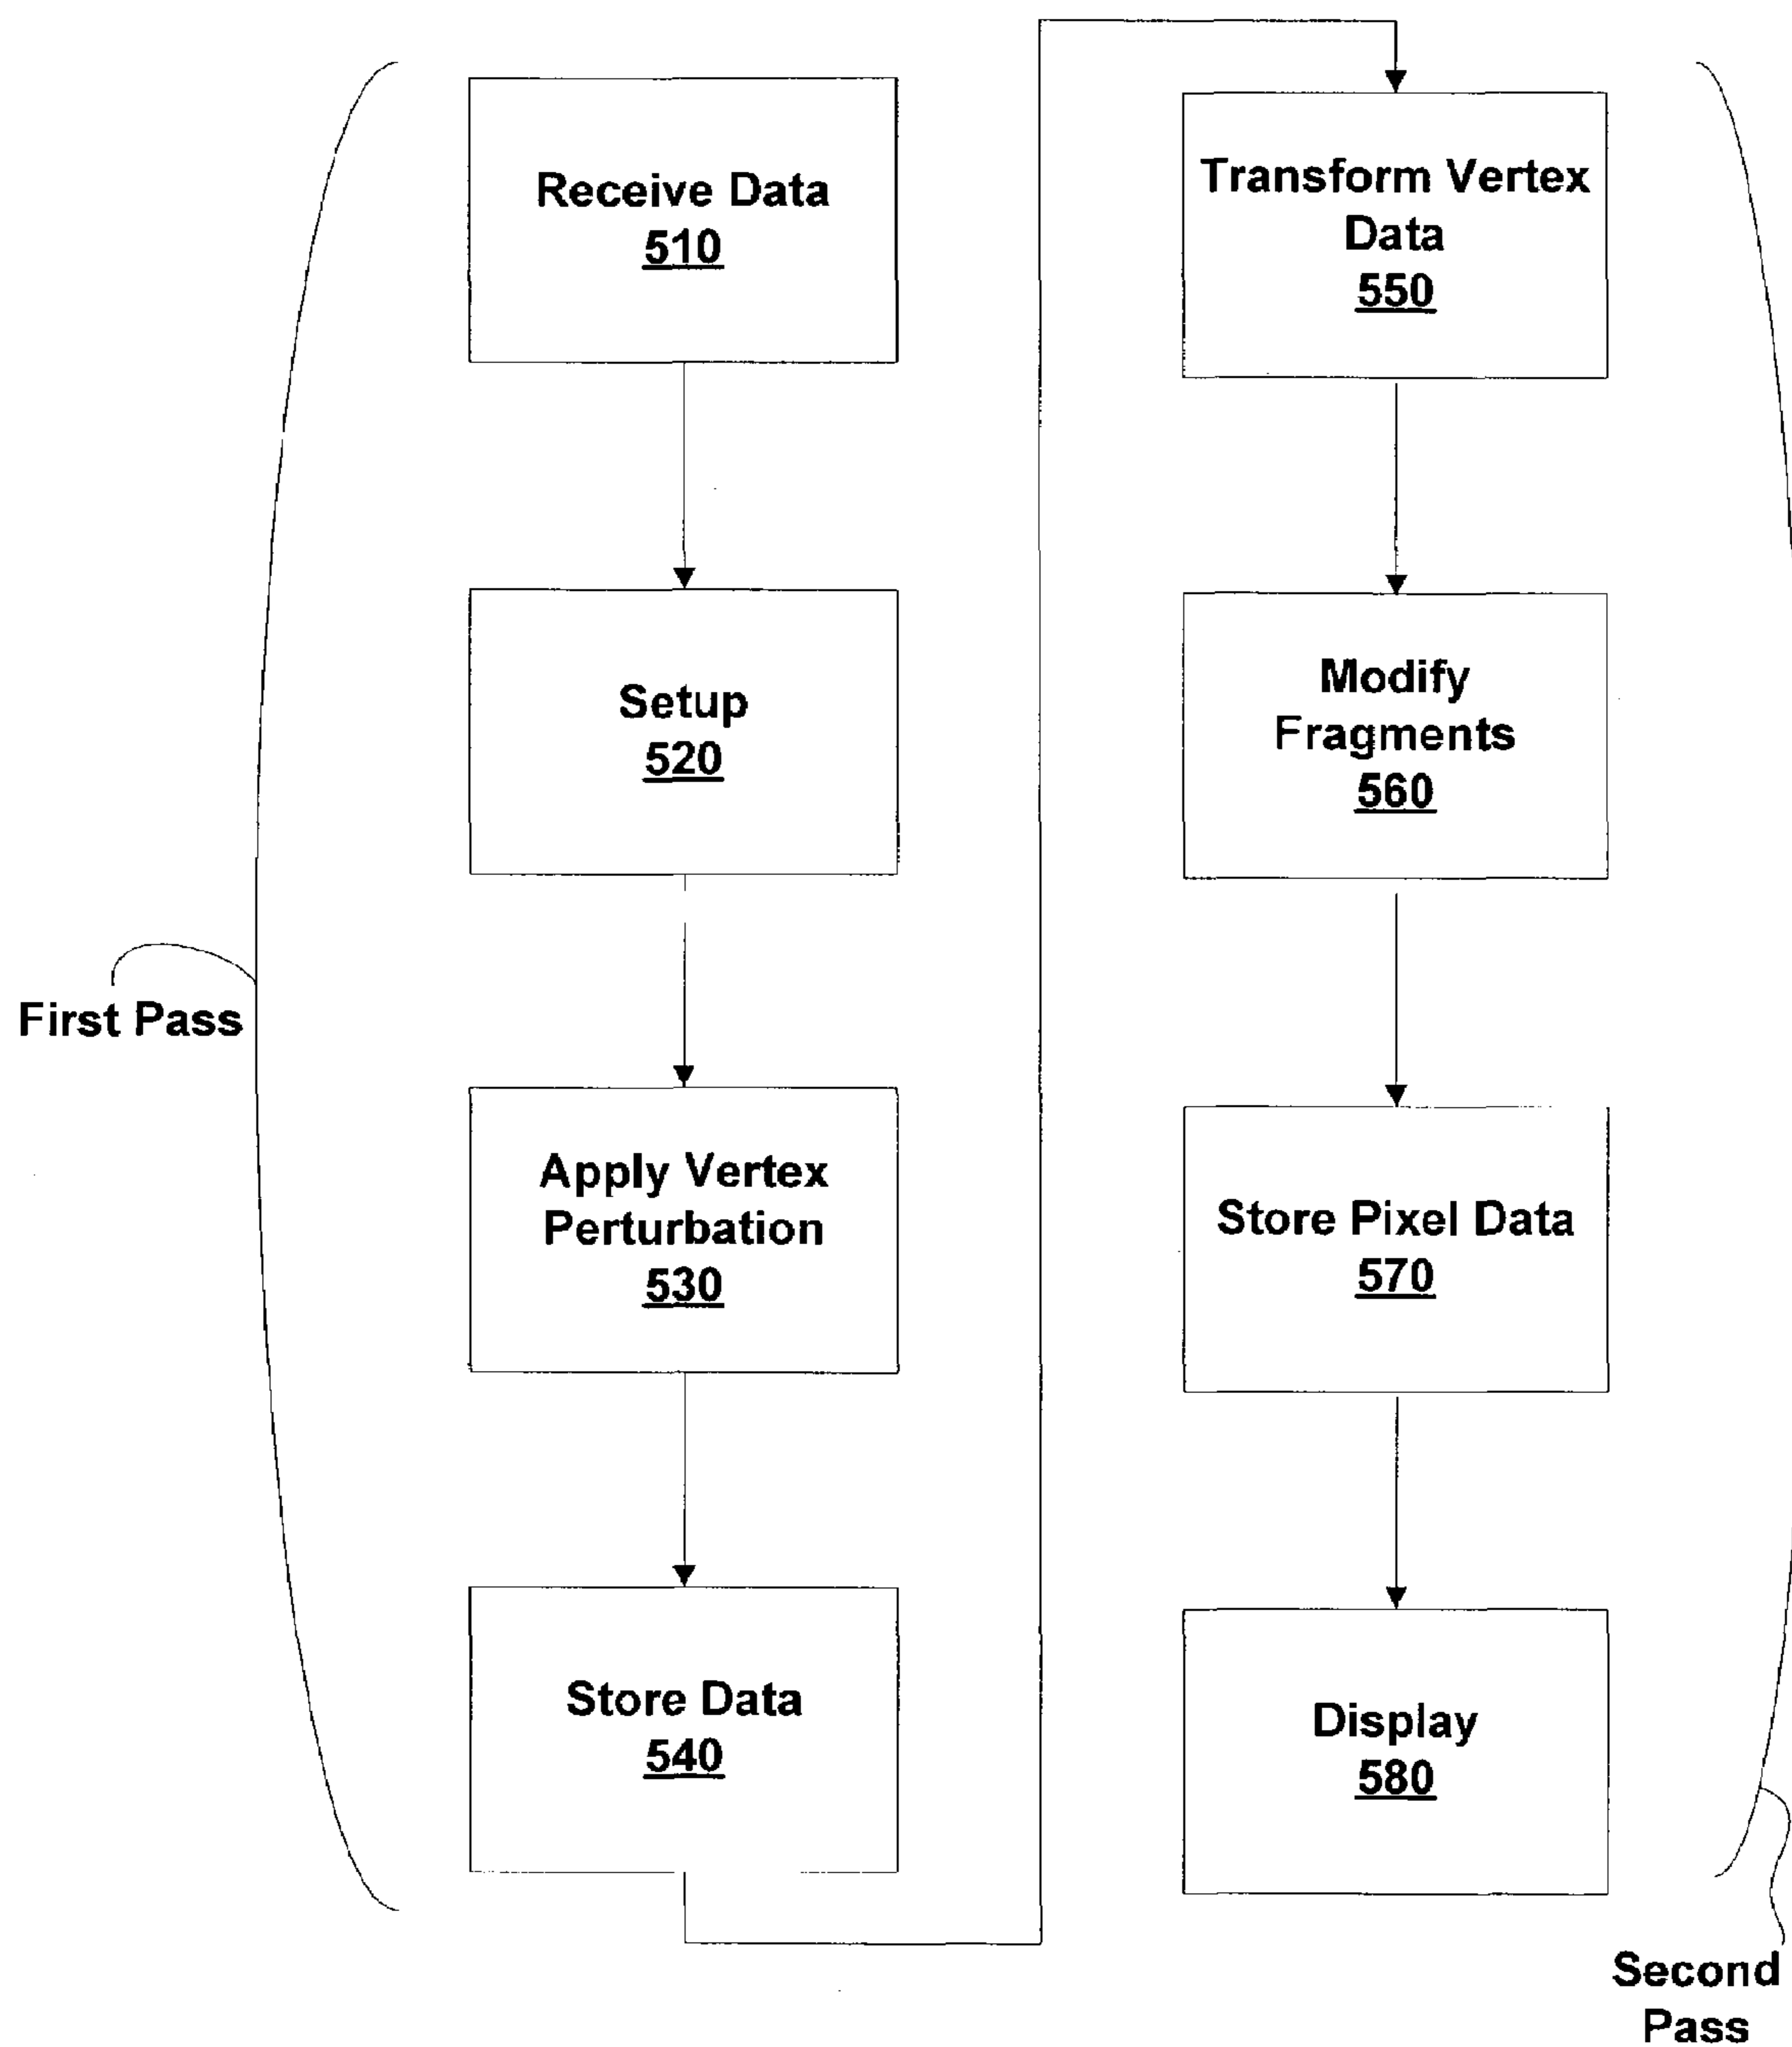 Receive Data
510
Setup
520
Apply Vertex
Perturbation
530
Store Data
540
First Pass
Transform Vertex
Data
550
Modify
Fragments
560
Store Pixel Data
570
Display
580
Second
Pass